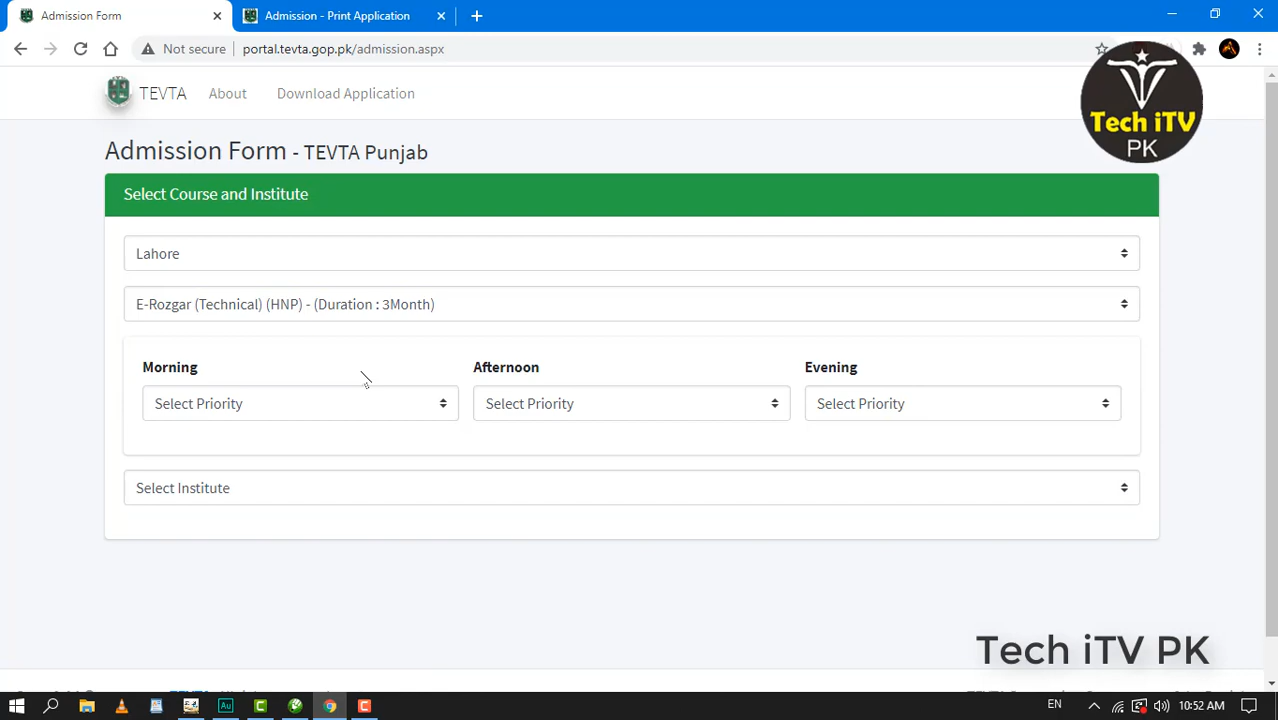 Admission Form
Admission - Print Application
Not secure
portal.tevta.gop.pk/admission.aspx
TEVTA
About
Download Application
Tech iTV
PK
Admission Form - TEVTA Punjab
Select Course and Institute
Lahore
E-Rozgar (Technical) (HNP) - (Duration : 3Month)
Morning
Afternoon
Evening
Select Priority
Select Priority
Select Priority
Select Institute
Tech iTV PK
Au
EN
10:52 AM